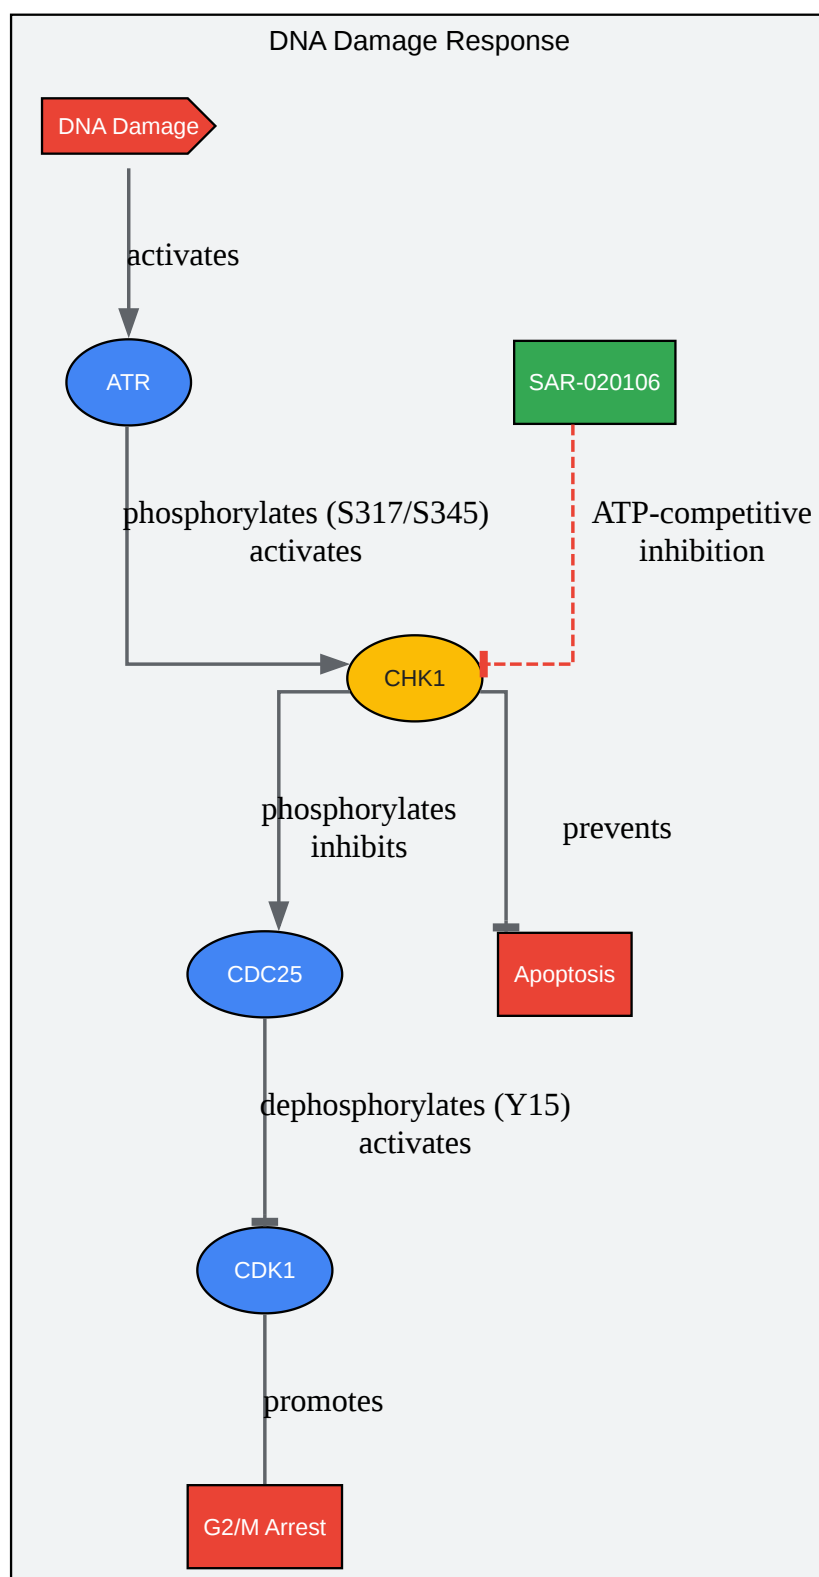 DNA Damage Response
DNA Damage
activates
ATR
SAR-020106
phosphorylates (S317/S345)
activates
ATP-competitive
inhibition
CHK1
phosphorylates
inhibits
prevents
CDC25
Apoptosis
dephosphorylates (Y15)
activates
CDK1
promotes
G2/M Arrest